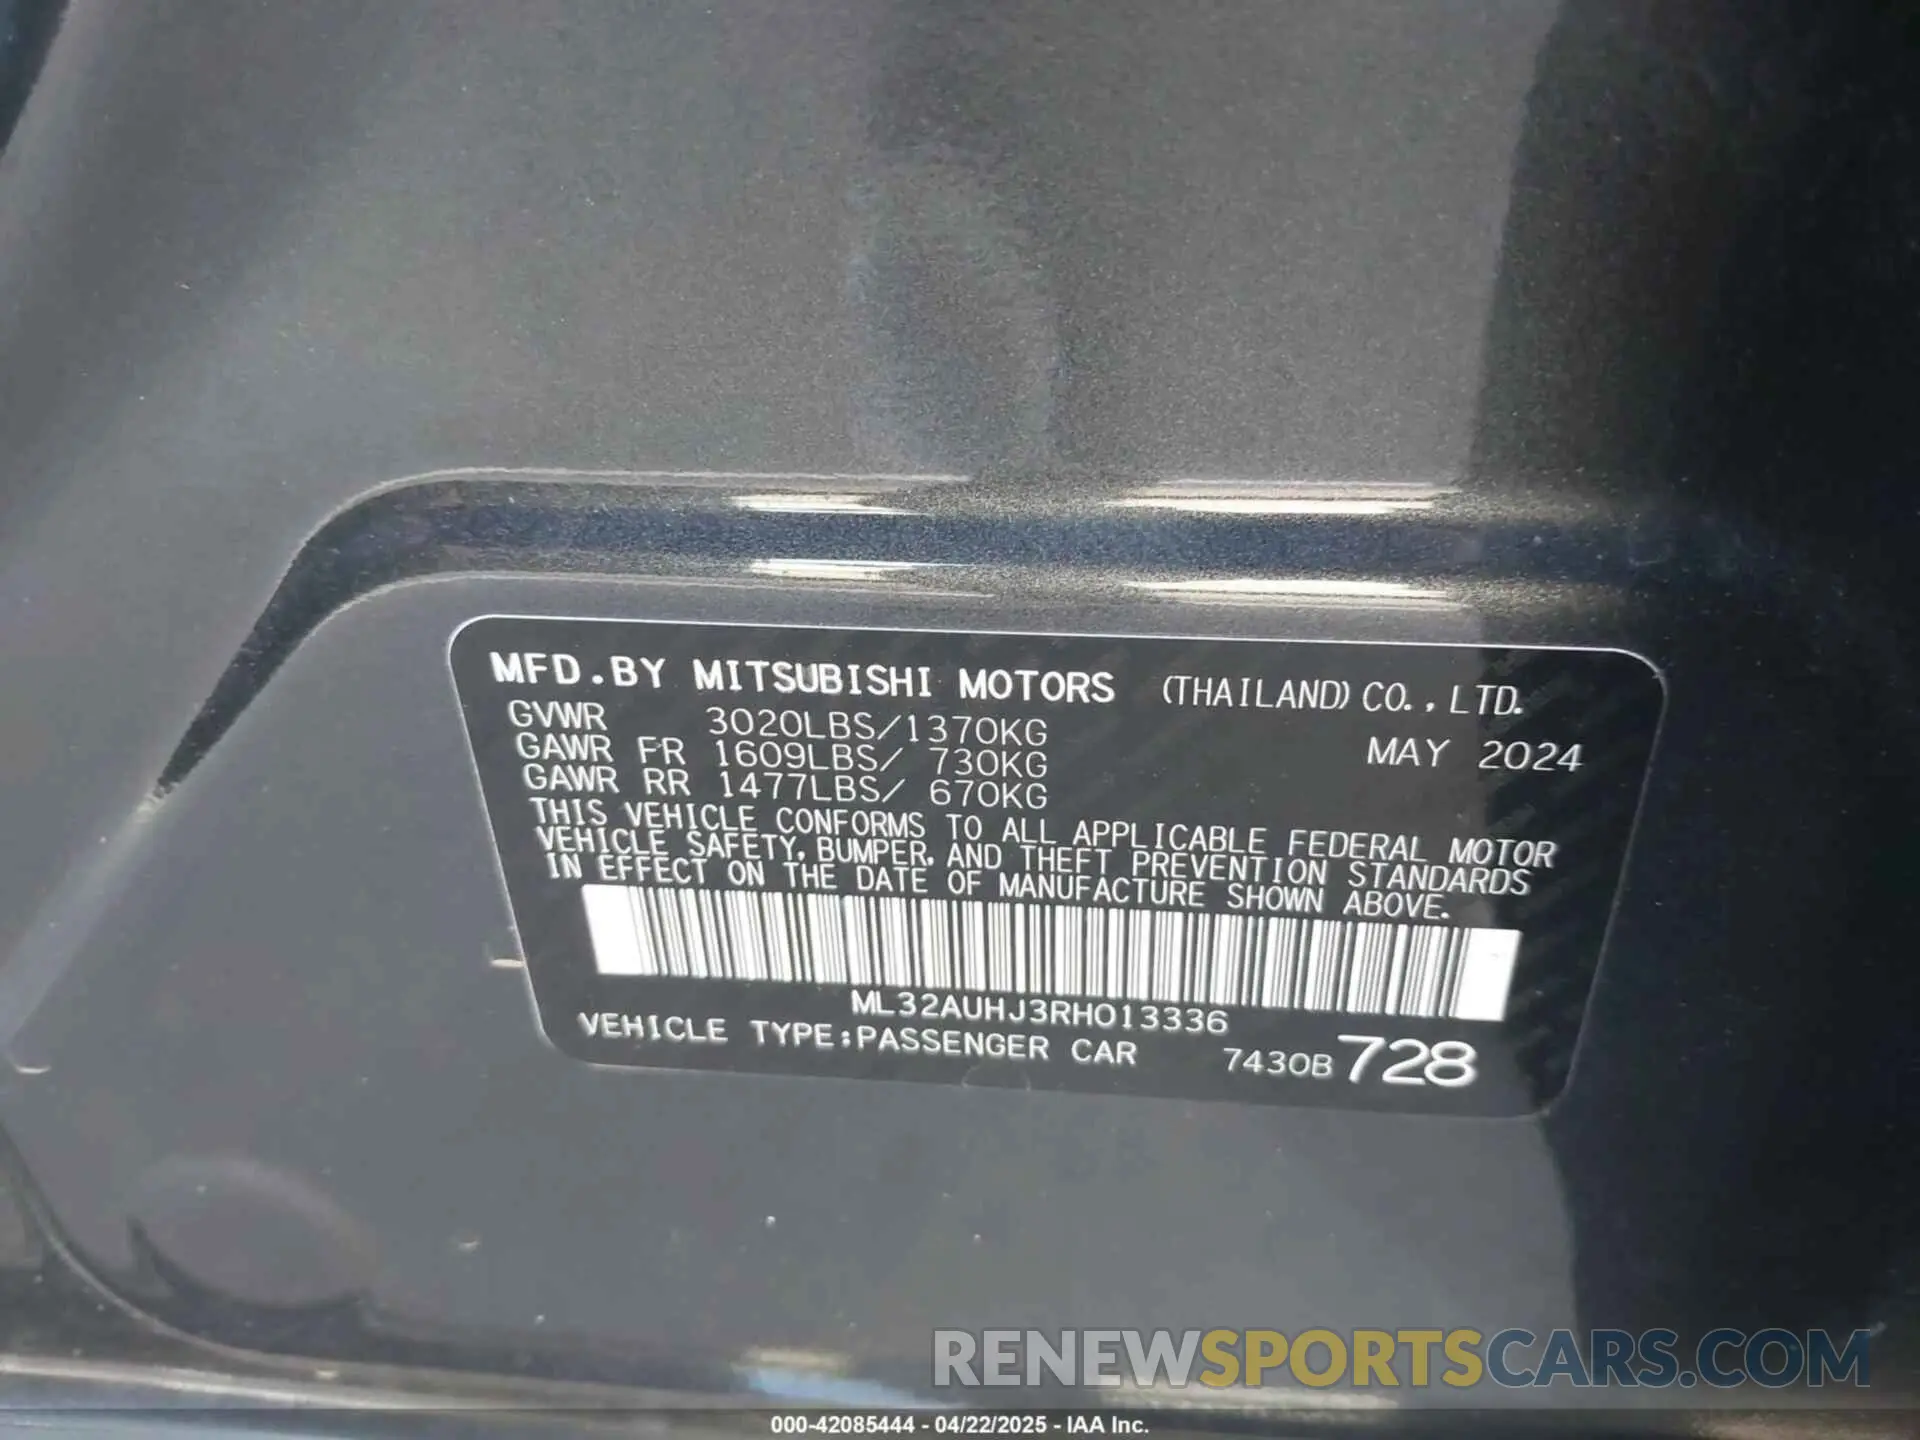 MFD.BY MITSUBISHI MOTORS (THAILAND) CO., LTD.
GVWR 3020LBS/1370KG
MAY 2024
GAWR FR 1609LBS/ 730KG
GAWR RR 1477LBS/ 670KG
THIS VEHICLE CONFORMS TO ALL APPLICABLE FEDERAL MOTOR
VEHICLE SAFETY, BUMPER, AND THEFT PREVENTION STANDARDS
IN EFFECT ON THE DATE OF MANUFACTURE SHOWN ABOVE.
ML32AUHJ3RH013336
VEHICLE TYPE:PASSENGER CAR 7430B 728
RENEWSPORTSCARS.COM
000-42085444 - 04/22/2025 - IAA Inc.